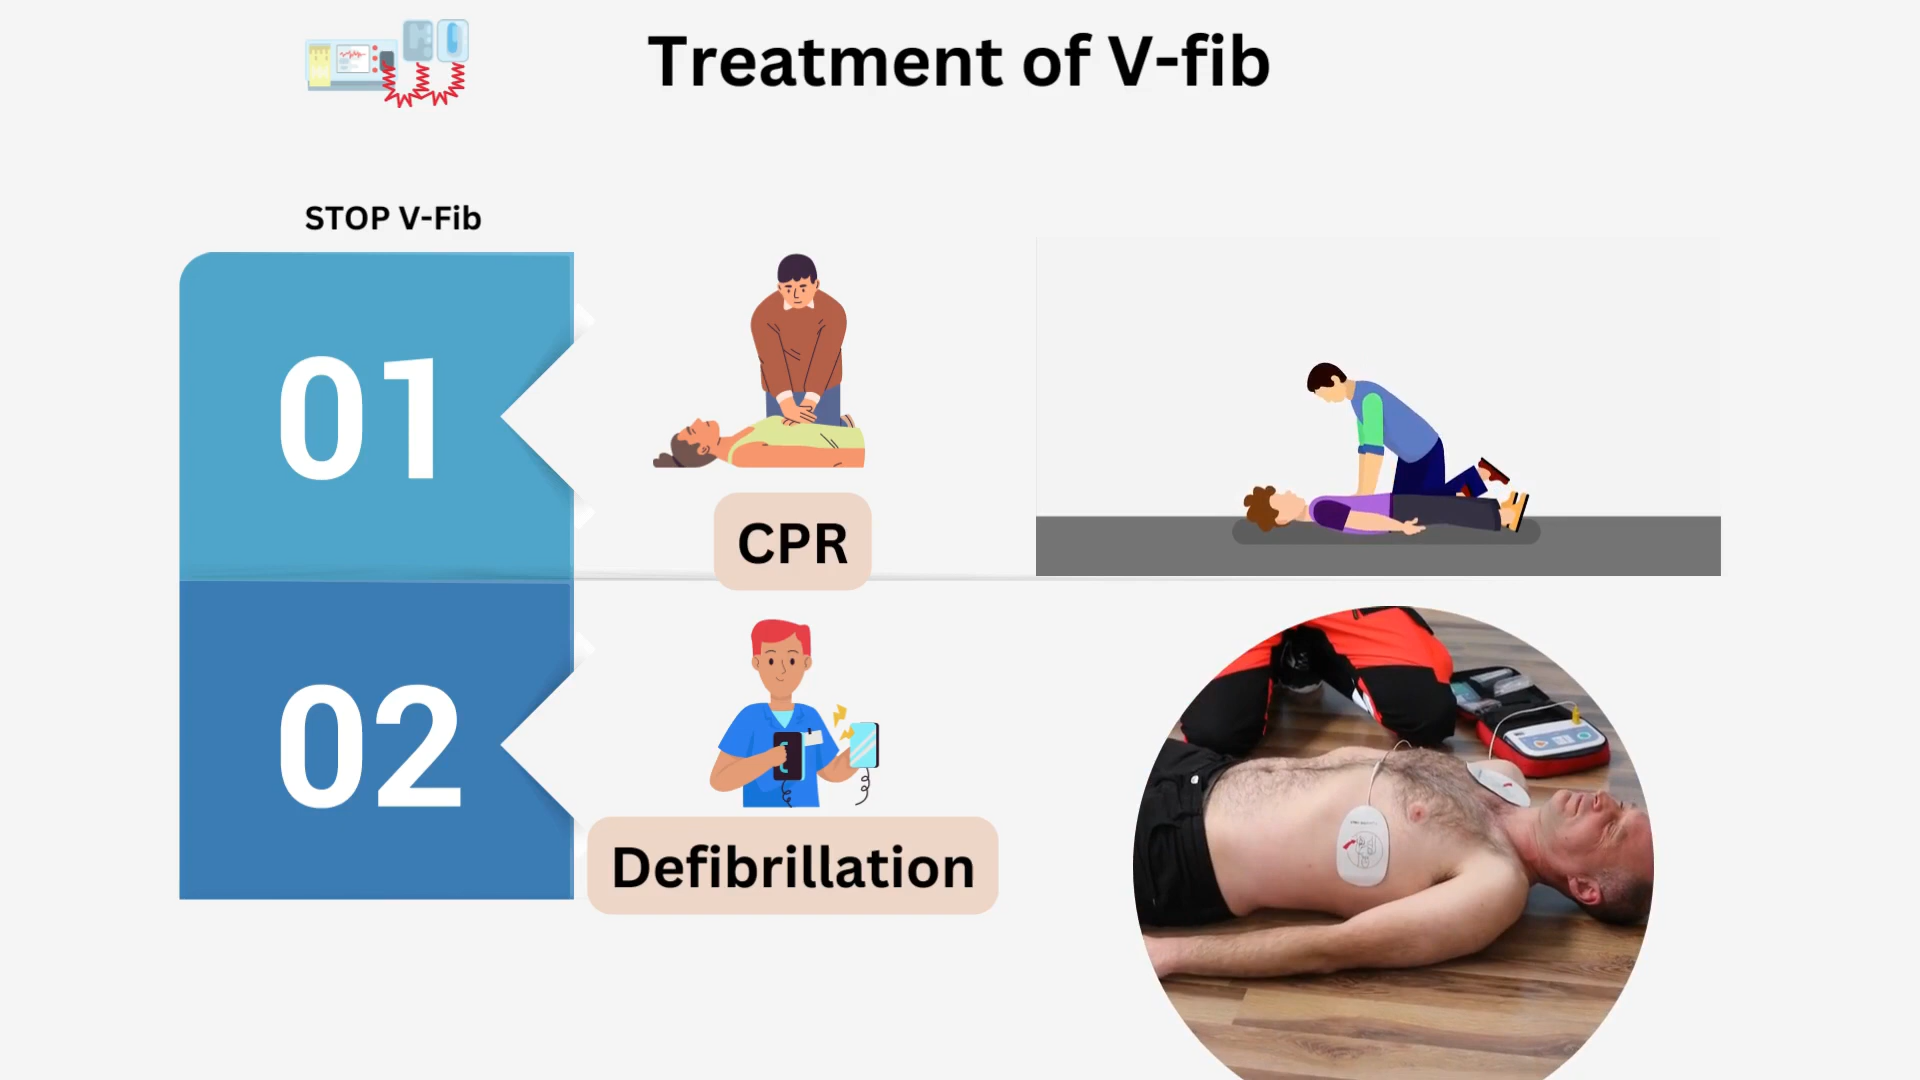 Treatment of V-fib
STOP V-Fib
01
CPR
02
Defibrillation